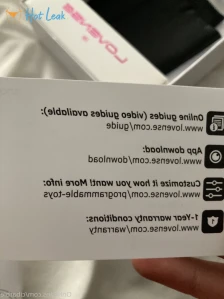 Hot Leak
LOVENSE
Online guides (video guides available):
www.lovense.com/guide
App download:
www.lovense.com/download
Customize it how you want! More info:
www.lovense.com/programmable-toys
1-Year warranty conditions:
www.lovense.com/warranty